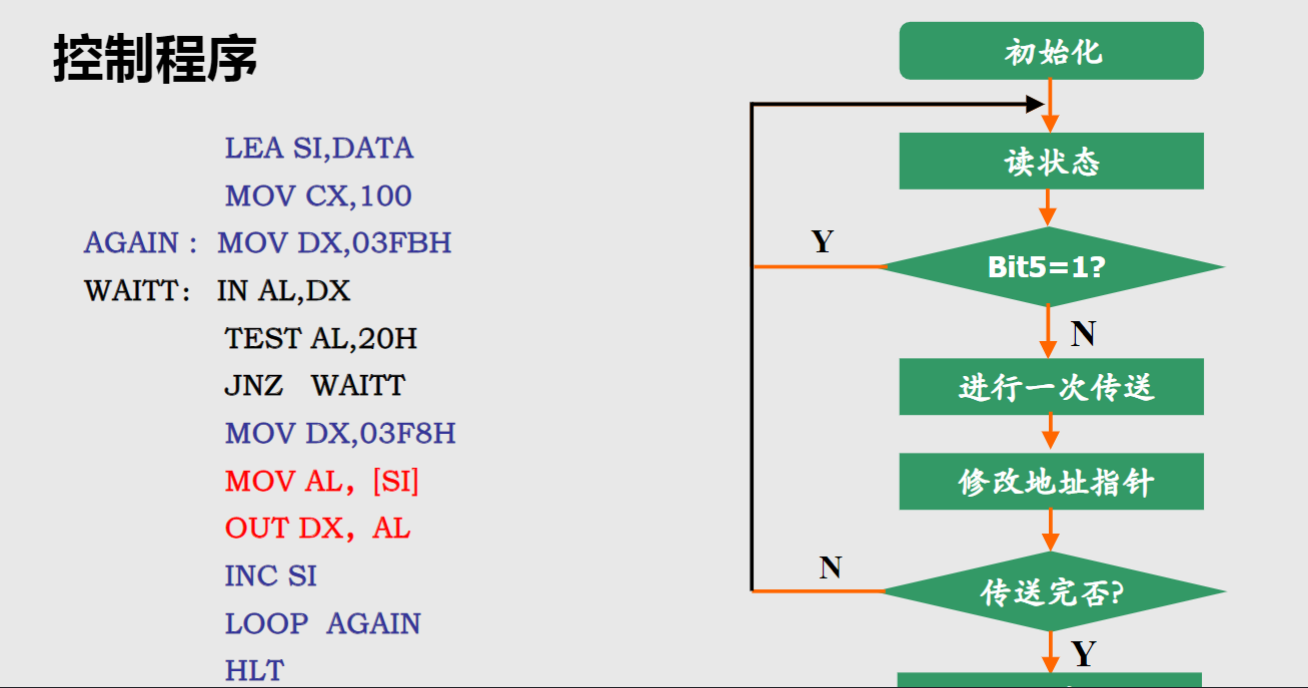 控制程序
LEA SI,DATA
MOV CX,100
AGAIN : MOV DX,03FBH
WAITT: IN AL,DX
TEST AL,20H
JNZ WAITT
MOV DX,03F8H
MOV AL，[SI]
OUT DX，AL
INC SI
LOOP AGAIN
HLT
初始化
读状态
Y
Bit5=1?
N
进行一次传送
修改地址指针
N
传送完否?
Y